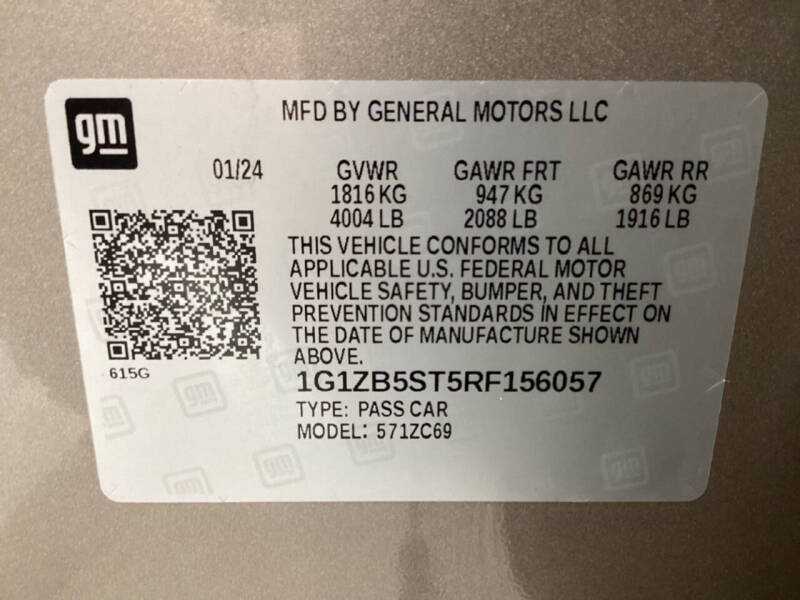 gm
MFD BY GENERAL MOTORS LLC
01/24 GVWR GAWR FRT GAWR RR
1816 KG 947 KG 869 KG
4004 LB 2088 LB 1916 LB
THIS VEHICLE CONFORMS TO ALL
APPLICABLE U.S. FEDERAL MOTOR
VEHICLE SAFETY, BUMPER, AND THEFT
PREVENTION STANDARDS IN EFFECT ON
THE DATE OF MANUFACTURE SHOWN
ABOVE.
615G
1G1ZB5ST5RF156057
TYPE: PASS CAR
MODEL: 571ZC69